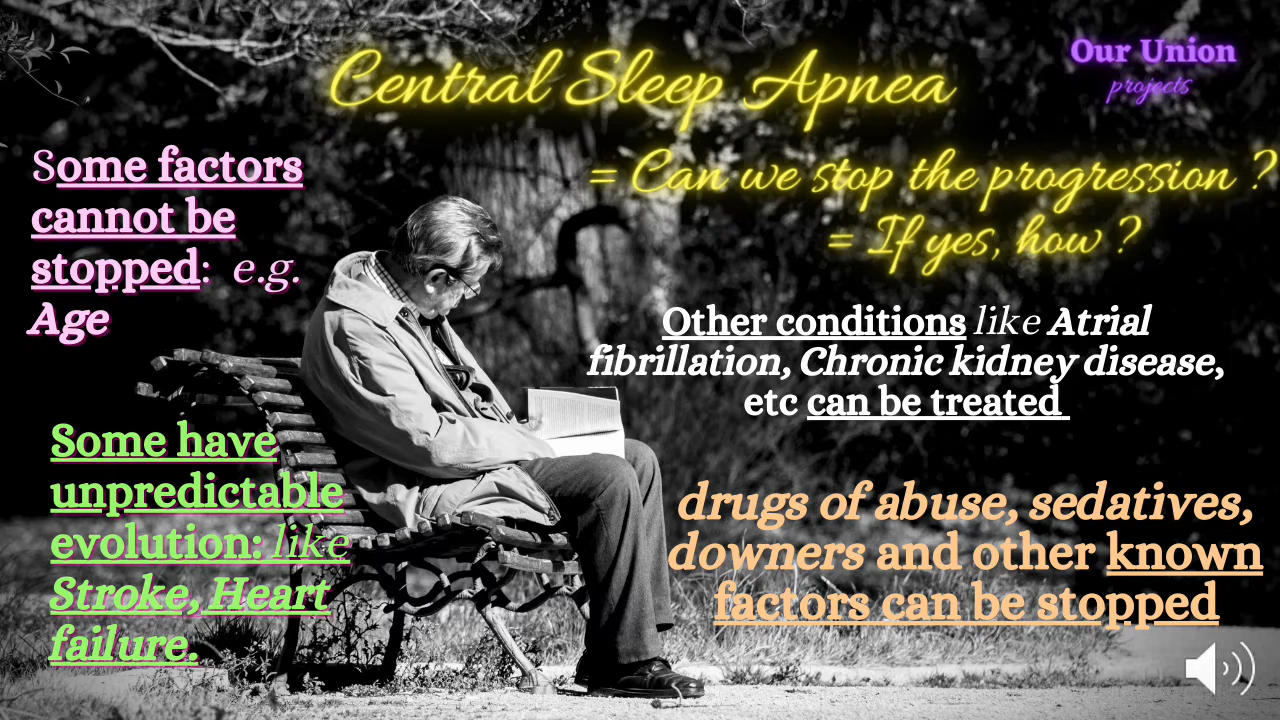 Central Sleep Apnea
Our Union
projects
= Can we stop the progression ?
= If yes, how ?
Some factors
cannot be
stopped: e.g.
Age
Other conditions like Atrial
fibrillation, Chronic kidney disease,
etc can be treated
Some have
unpredictable
evolution: like
Stroke, Heart
failure.
drugs of abuse, sedatives,
downers and other known
factors can be stopped